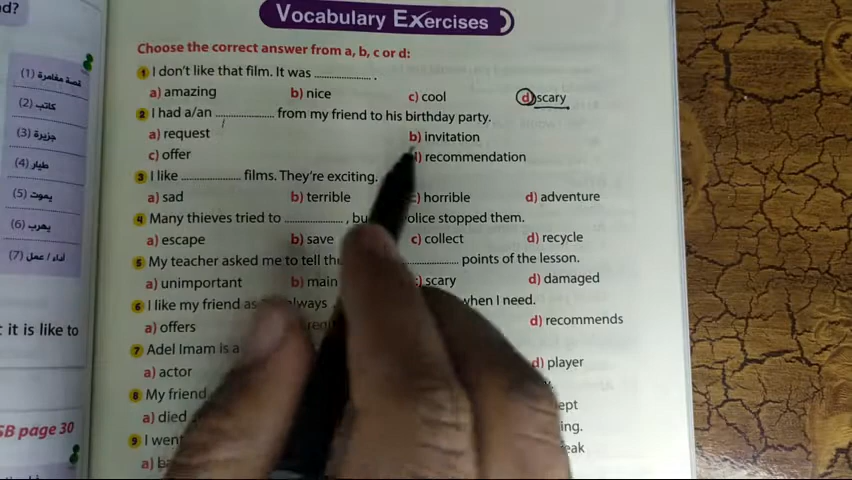 d?
Vocabulary Exercises
Choose the correct answer from a, b, c or d:
1 I don't like that film. It was .................... .
a) amazing b) nice c) cool d) scary
2 I had a/an .................... from my friend to his birthday party.
a) request b) invitation
c) offer d) recommendation
3 I like .................... films. They're exciting.
a) sad b) terrible c) horrible d) adventure
4 Many thieves tried to .................... , bu olice stopped them.
a) escape b) save c) collect d) recycle
5 My teacher asked me to tell the .................... points of the lesson.
a) unimportant b) main c) scary d) damaged
6 I like my friend as always when I need.
a) offers d) recommends
7 Adel Imam is a
a) actor d) player
8 My friend
a) died ept
9 I went ing.
a) eak
(1) قصة مغامرة
(2) كاتب
(3) جزيرة
(4) طيار
(5) يموت
(6) يهرب
(7) أداء / عمل
it is like to
SB page 30